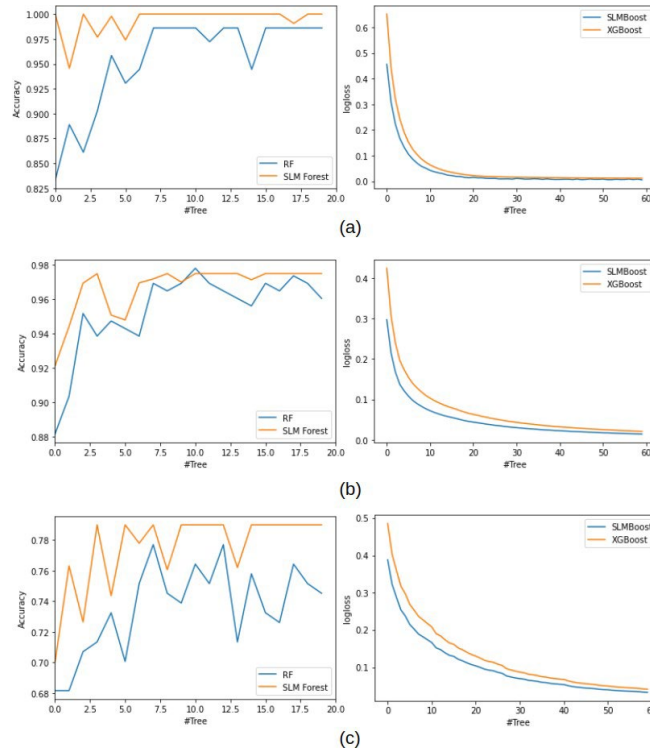 1.000
0.975
0.950
0.925
0.900
0.875
0.850
0.825
Accuracy
0.0 2.5 5.0 7.5 10.0 12.5 15.0 17.5 20.0
#Tree
RF
SLM Forest
0.6
0.5
0.4
0.3
0.2
0.1
0.0
logloss
0 10 20 30 40 50 60
#Tree
SLMBoost
XGBoost
(a)
0.98
0.96
0.94
0.92
0.90
0.88
Accuracy
0.0 2.5 5.0 7.5 10.0 12.5 15.0 17.5 20.0
#Tree
RF
SLM Forest
0.4
0.3
0.2
0.1
0.0
logloss
0 10 20 30 40 60
#Tree
SLMBoost
XGBoost
(b)
0.78
0.76
0.74
0.72
0.70
0.68
Accuracy
0.0 2.5 5.0 7.5 10.0 12.5 15.0 17.5 20.0
#Tree
RF
SLM Forest
0.5
0.4
0.3
0.2
0.1
logloss
0 10 20 30 40 50 60
#Tree
SLMBoost
XGBoost
(c)